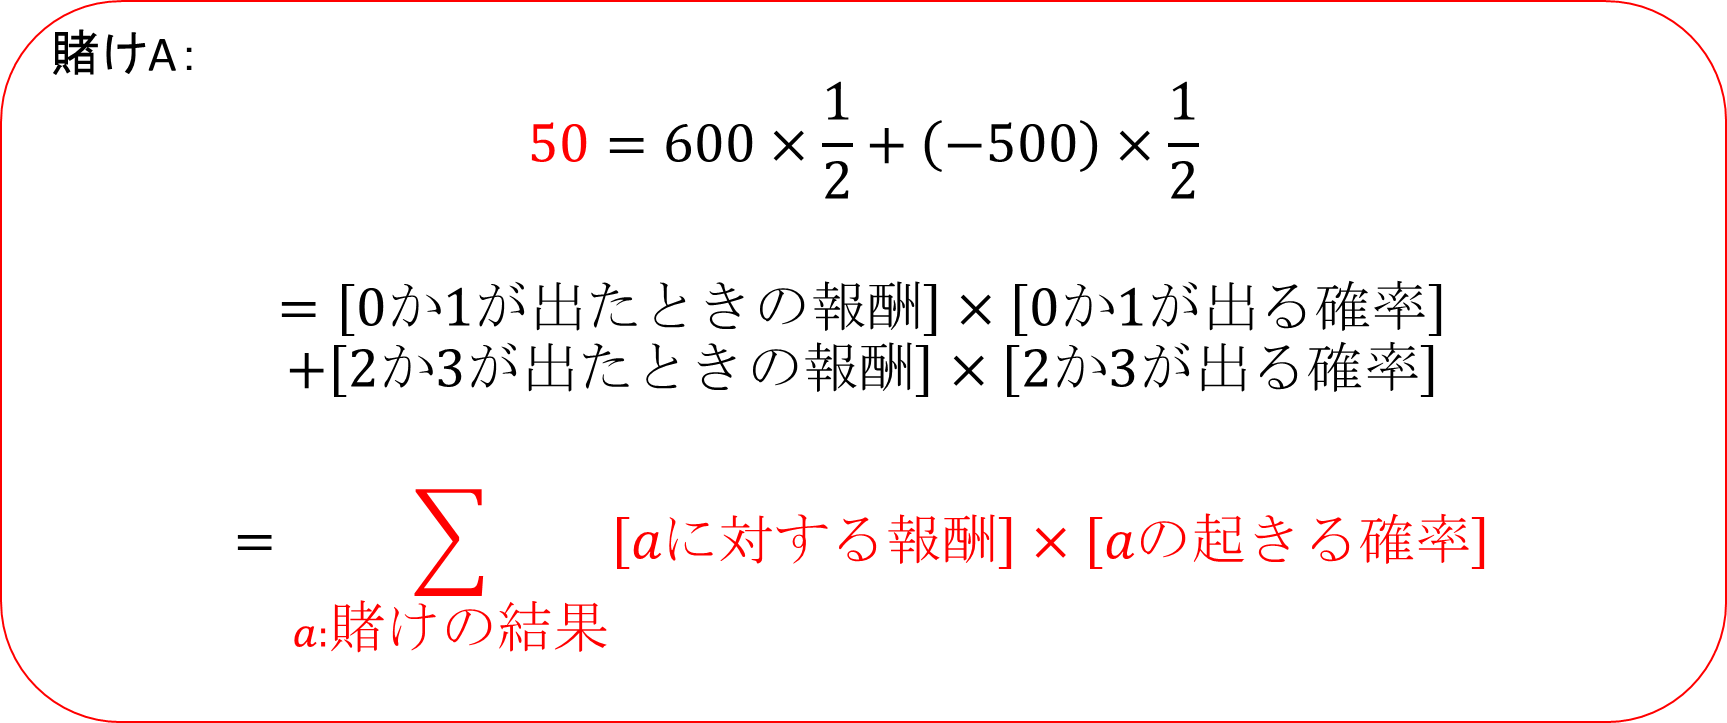 賭けA:
50 = 600 × 1/2 + (−500) × 1/2
= [0か1が出たときの報酬] × [0か1が出る確率]
+[2か3が出たときの報酬] × [2か3が出る確率]
= ∑ [aに対する報酬] × [aの起きる確率]
a:賭けの結果